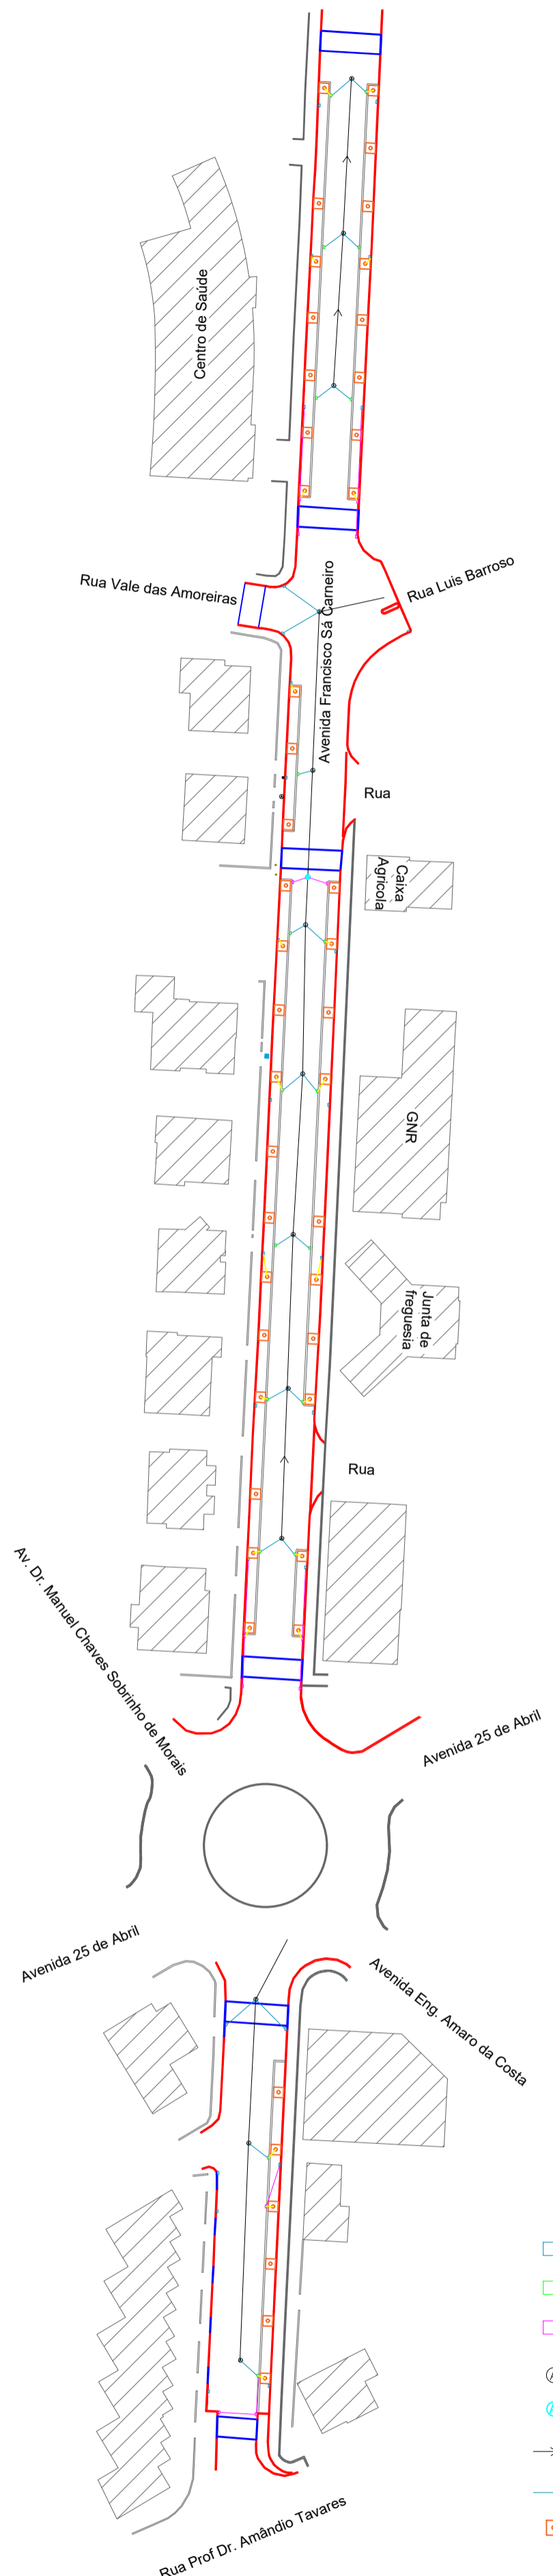 Centro de Saúde
Rua Vale das Amoreiras
Rua Luis Barroso
Avenida Francisco Sá Carneiro
Rua
Caixa
Agricola
GNR
Junta de
freguesia
Rua
Av. Dr. Manuel Chaves Sobrinho de Morais
Avenida 25 de Abril
Avenida 25 de Abril
Avenida Eng. Amaro da Costa
Rua Prof Dr. Amândio Tavares